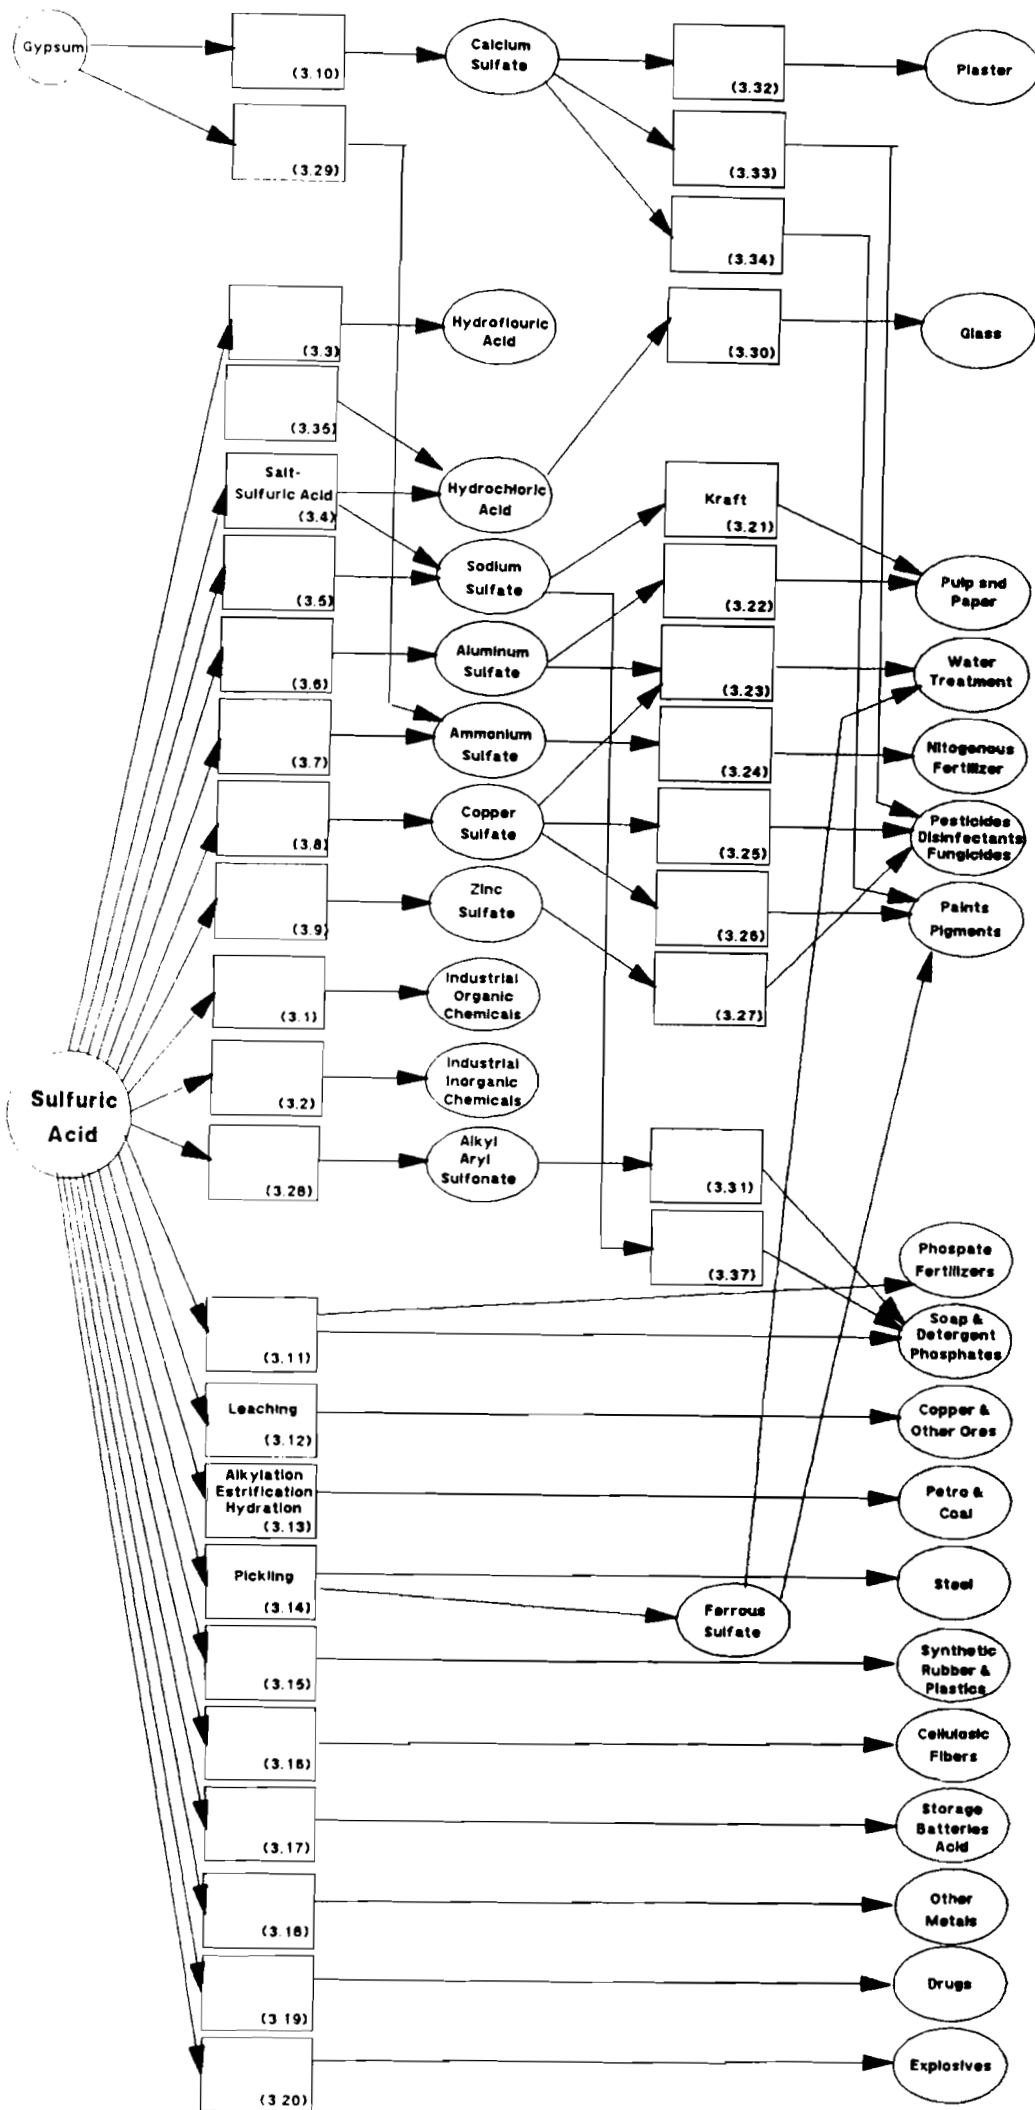 Gypsum
(3.10)
Calcium
Sulfate
(3.32)
Plaster
(3.29)
(3.33)
(3.34)
(3.3)
Hydroflouric
Acid
(3.30)
Glass
(3.35)
Salt-
Sulfuric Acid
(3.4)
Hydrochloric
Acid
Kraft
(3.21)
(3.5)
Sodium
Sulfate
(3.22)
Pulp and
Paper
(3.6)
Aluminum
Sulfate
(3.23)
Water
Treatment
(3.7)
Ammonium
Sulfate
(3.24)
Nitogenous
Fertilizer
(3.8)
Copper
Sulfate
(3.25)
Pesticides
Disinfectants
Fungicides
(3.9)
Zinc
Sulfate
(3.26)
Paints
Pigments
(3.27)
(3.1)
Industrial
Organic
Chemicals
(3.2)
Industrial
Inorganic
Chemicals
Sulfuric
Acid
(3.28)
Alkyl
Aryl
Sulfonate
(3.31)
(3.37)
Phospate
Fertilizers
(3.11)
Soap &
Detergent
Phosphates
Leaching
(3.12)
Copper &
Other Ores
Alkylation
Estrification
Hydration
(3.13)
Petro &
Coal
Pickling
(3.14)
Steel
Ferrous
Sulfate
(3.15)
Synthetic
Rubber &
Plastics
(3.16)
Cellulosic
Fibers
(3.17)
Storage
Batteries
Acid
(3.18)
Other
Metals
(3 19)
Drugs
(3 20)
Explosives